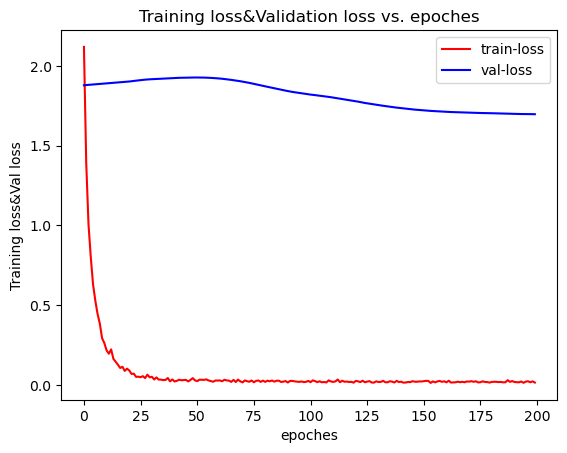 Training loss&Validation loss vs. epoches
train-loss
val-loss
Training loss&Val loss
2.0
1.5
1.0
0.5
0.0
0 25 50 75 100 125 150 175 200
epoches